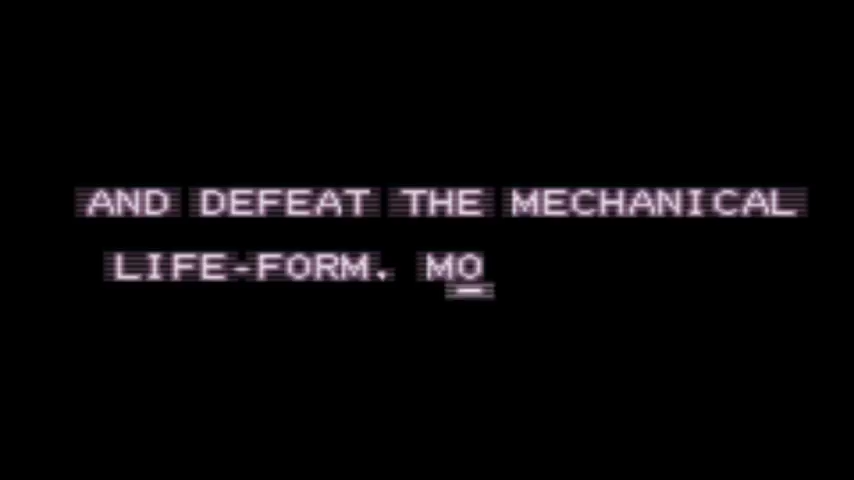 AND DEFEAT THE MECHANICAL
LIFE-FORM, MO